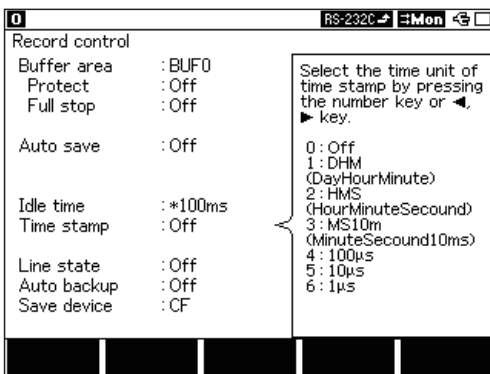 0 RS-232C Mon
Record control
Buffer area :BUF0
Protect :Off
Full stop :Off
Auto save :Off
Idle time :*100ms
Time stamp :Off
Line state :Off
Auto backup :Off
Save device :CF
Select the time unit of
time stamp by pressing
the number key or ◀,
▶ key.
0:Off
1:DHM
(DayHourMinute)
2:HMS
(HourMinuteSecound)
3:MS10m
(MinuteSecound10ms)
4:100µs
5:10µs
6:1µs